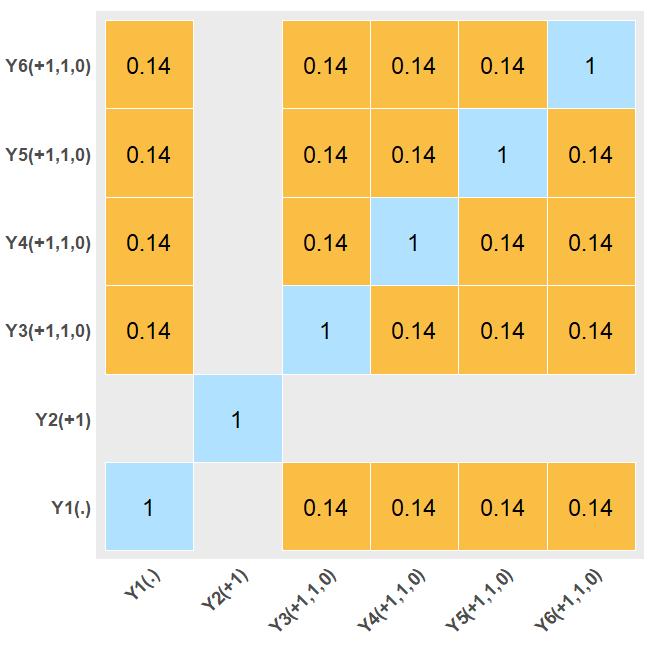 Y6(+1,1,0) 0.14 0.14 0.14 0.14 1
Y5(+1,1,0) 0.14 0.14 0.14 1 0.14
Y4(+1,1,0) 0.14 0.14 1 0.14 0.14
Y3(+1,1,0) 0.14 1 0.14 0.14 0.14
Y2(+1) 1
Y1(.) 1 0.14 0.14 0.14 0.14
Y1(.) Y2(+1) Y3(+1,1,0) Y4(+1,1,0) Y5(+1,1,0) Y6(+1,1,0)